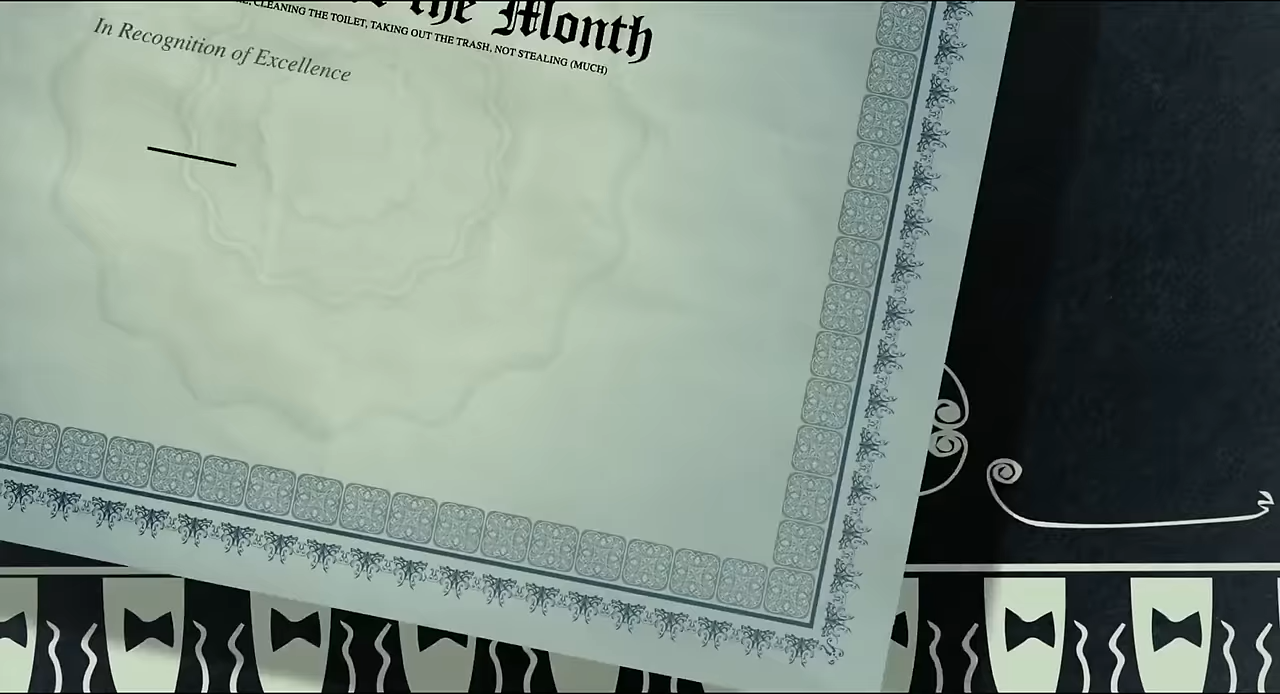 the Month
CLEANING THE TOILET, TAKING OUT THE TRASH, NOT STEALING (MUCH)
In Recognition of Excellence